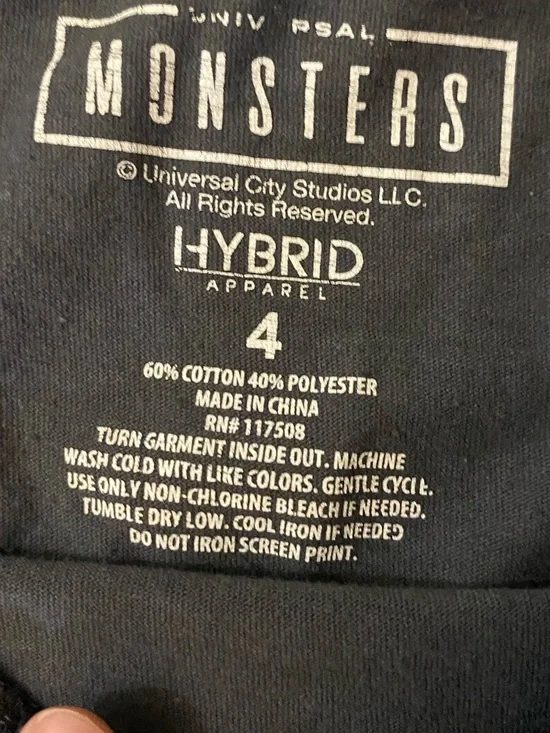 UNIV RSAL
MONSTERS
© Universal City Studios LLC.
All Rights Reserved.
HYBRID
APPAREL
4
60% COTTON 40% POLYESTER
MADE IN CHINA
RN# 117508
TURN GARMENT INSIDE OUT. MACHINE
WASH COLD WITH LIKE COLORS. GENTLE CYCLE.
USE ONLY NON-CHLORINE BLEACH IF NEEDED.
TUMBLE DRY LOW. COOL IRON IF NEEDED
DO NOT IRON SCREEN PRINT.